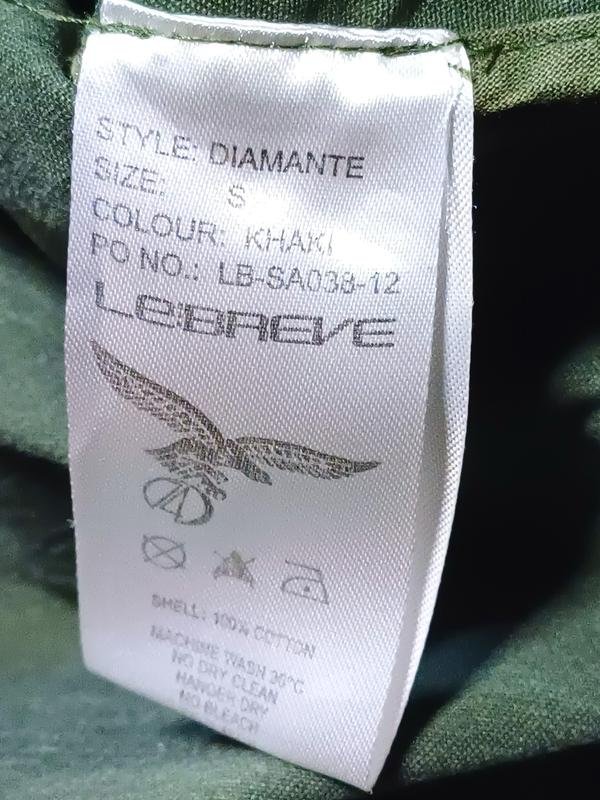 STYLE: DIAMANTE
SIZE: S
COLOUR: KHAKI
PO NO.: LB-SA038-12
LE:BREVE
SHELL: 100% COTTON
MACHINE WASH 30°C
NO DRY CLEAN
HANGER DRY
NO BLEACH